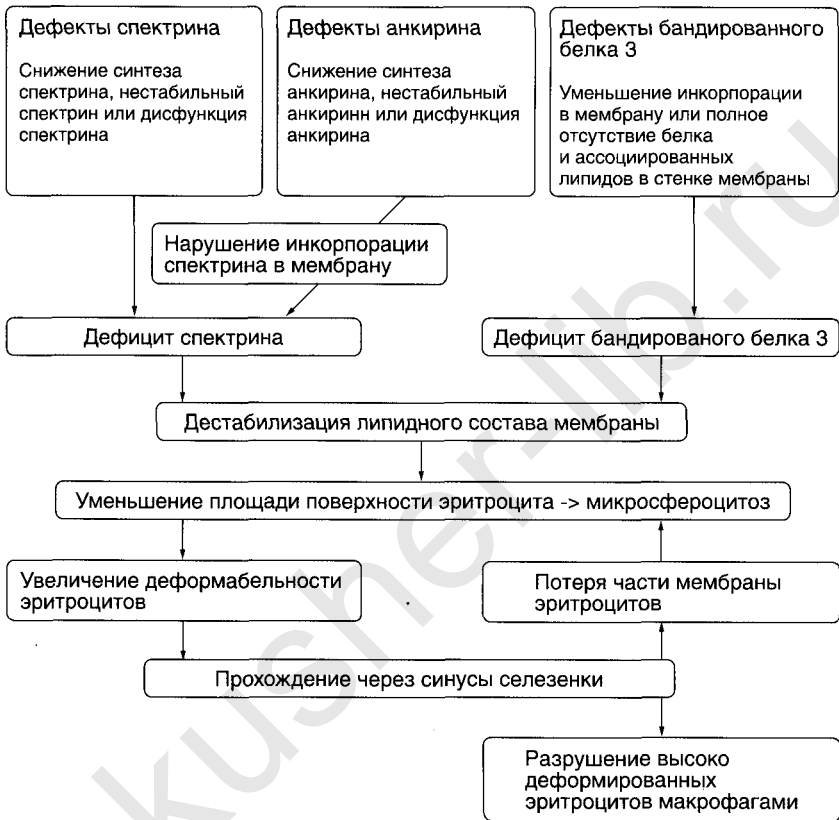 Дефекты спектрина
Снижение синтеза
спектрина, нестабильный
спектрин или дисфункция
спектрина
Дефекты анкирина
Снижение синтеза
анкирина, нестабильный
анкиринн или дисфункция
анкирина
Дефекты бандированного
белка 3
Уменьшение инкорпорации
в мембрану или полное
отсутствие белка
и ассоциированных
липидов в стенке мембраны
Нарушение инкорпорации
спектрина в мембрану
Дефицит спектрина
Дефицит бандированого белка 3
Дестабилизация липидного состава мембраны
Уменьшение площади поверхности эритроцита -> микросфероцитоз
Увеличение деформабельности
эритроцитов
Потеря части мембраны
эритроцитов
Прохождение через синусы селезенки
Разрушение высоко
деформированных
эритроцитов макрофагами
kusher-lib.ru